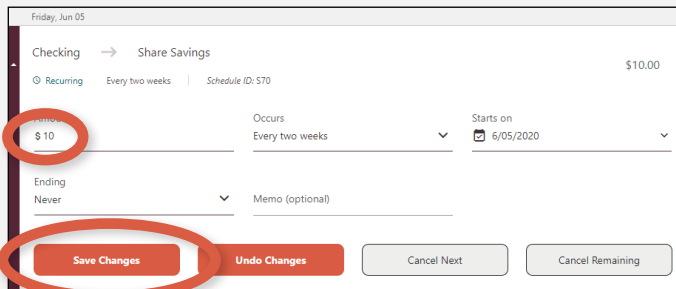 Friday, Jun 05
Checking → Share Savings
$10.00
Recurring Every two weeks Schedule ID: S70
Occurs Starts on
$ 10 Every two weeks 6/05/2020
Ending
Never Memo (optional)
Save Changes Undo Changes Cancel Next Cancel Remaining